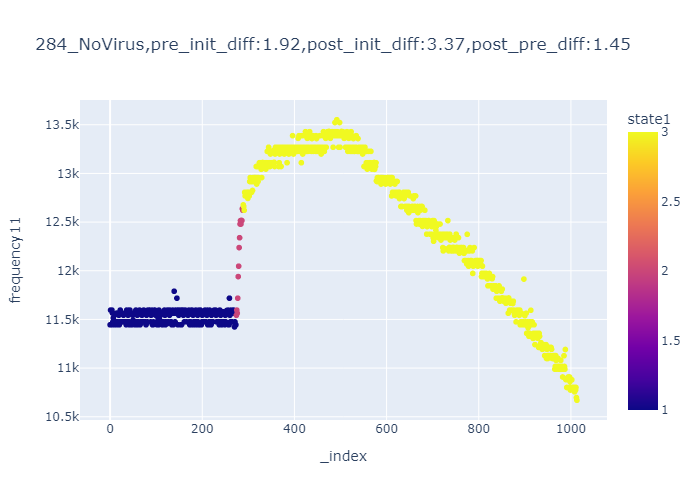 284_NoVirus,pre_init_diff:1.92,post_init_diff:3.37,post_pre_diff:1.45
state1
13.5k
13k
12.5k
12k
11.5k
11k
10.5k
frequency11
0 200 400 600 800 1000
_index
3
2.5
2
1.5
1